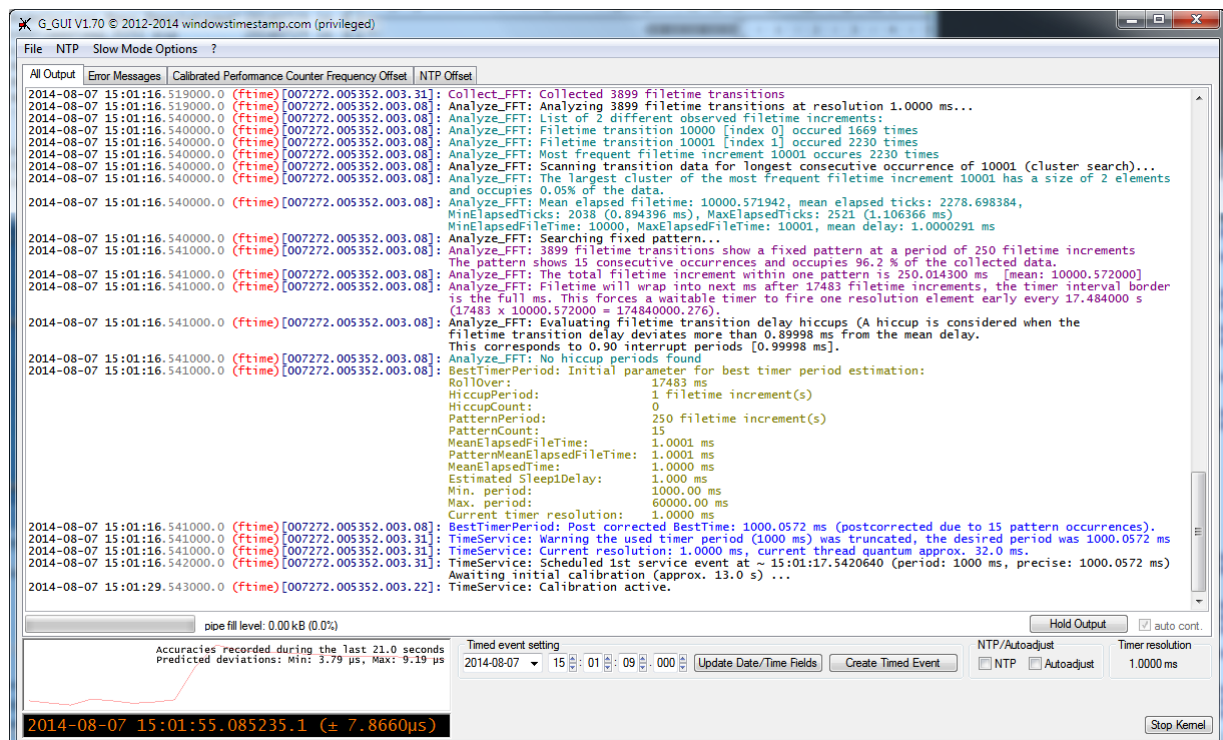 G_GUI V1.70 © 2012-2014 windowstimestamp.com (privileged)
File NTP Slow Mode Options ?
All Output Error Messages Calibrated Performance Counter Frequency Offset NTP Offset
2014-08-07 15:01:16.519000.0 (ftime)[007272.005352.003.31]: Collect_FFT: Collected 3899 filetime transitions
2014-08-07 15:01:16.519000.0 (ftime)[007272.005352.003.08]: Analyze_FFT: Analyzing 3899 filetime transitions at resolution 1.0000 ms...
2014-08-07 15:01:16.540000.0 (ftime)[007272.005352.003.08]: Analyze_FFT: List of 2 different observed filetime increments:
2014-08-07 15:01:16.540000.0 (ftime)[007272.005352.003.08]: Analyze_FFT: Filetime transition 10000 [index 0] occured 1669 times
2014-08-07 15:01:16.540000.0 (ftime)[007272.005352.003.08]: Analyze_FFT: Filetime transition 10001 [index 1] occured 2230 times
2014-08-07 15:01:16.540000.0 (ftime)[007272.005352.003.08]: Analyze_FFT: Most frequent filetime increment 10001 occures 2230 times
2014-08-07 15:01:16.540000.0 (ftime)[007272.005352.003.08]: Analyze_FFT: Scanning transition data for longest consecutive occurrence of 10001 (cluster search)...
2014-08-07 15:01:16.540000.0 (ftime)[007272.005352.003.08]: Analyze_FFT: The largest cluster of the most frequent filetime increment 10001 has a size of 2 elements
and occupies 0.05% of the data.
2014-08-07 15:01:16.540000.0 (ftime)[007272.005352.003.08]: Analyze_FFT: Mean elapsed filetime: 10000.571942, mean elapsed ticks: 2278.698384,
MinElapsedTicks: 2038 (0.894396 ms), MaxElapsedTicks: 2521 (1.106366 ms)
MinElapsedFileTime: 10000, MaxElapsedFileTime: 10001, mean delay: 1.0000291 ms
2014-08-07 15:01:16.540000.0 (ftime)[007272.005352.003.08]: Analyze_FFT: Searching fixed pattern...
2014-08-07 15:01:16.541000.0 (ftime)[007272.005352.003.08]: Analyze_FFT: 3899 filetime transitions show a fixed pattern at a period of 250 filetime increments
The pattern shows 15 consecutive occurrences and occupies 96.2 % of the collected data.
2014-08-07 15:01:16.541000.0 (ftime)[007272.005352.003.08]: Analyze_FFT: The total filetime increment within one pattern is 250.014300 ms [mean: 10000.572000]
2014-08-07 15:01:16.541000.0 (ftime)[007272.005352.003.08]: Analyze_FFT: Filetime will wrap into next ms after 17483 filetime increments, the timer interval border
is the full ms. This forces a waitable timer to fire one resolution element early every 17.484000 s
(17483 x 10000.572000 = 174840000.276).
2014-08-07 15:01:16.541000.0 (ftime)[007272.005352.003.08]: Analyze_FFT: Evaluating filetime transition delay hiccups (A hiccup is considered when the
filetime transition delay deviates more than 0.89998 ms from the mean delay.
This corresponds to 0.90 interrupt periods [0.99998 ms].
2014-08-07 15:01:16.541000.0 (ftime)[007272.005352.003.08]: Analyze_FFT: No hiccup periods found
2014-08-07 15:01:16.541000.0 (ftime)[007272.005352.003.08]: BestTimerPeriod: Initial parameter for best timer period estimation:
RollOver: 17483 ms
HiccupPeriod: 1 filetime increment(s)
HiccupCount: 0
PatternPeriod: 250 filetime increment(s)
PatternCount: 15
MeanElapsedFileTime: 1.0001 ms
PatternMeanElapsedFileTime: 1.0001 ms
MeanElapsedTime: 1.0000 ms
Estimated Sleep1Delay: 1.000 ms
Min. period: 1000.00 ms
Max. period: 60000.00 ms
Current timer resolution: 1.0000 ms
2014-08-07 15:01:16.541000.0 (ftime)[007272.005352.003.08]: BestTimerPeriod: Post corrected BestTime: 1000.0572 ms (postcorrected due to 15 pattern occurrences).
2014-08-07 15:01:16.541000.0 (ftime)[007272.005352.003.31]: TimeService: Warning the used timer period (1000 ms) was truncated, the desired period was 1000.0572 ms
2014-08-07 15:01:16.541000.0 (ftime)[007272.005352.003.31]: TimeService: Current resolution: 1.0000 ms, current thread quantum approx. 32.0 ms.
2014-08-07 15:01:16.542000.0 (ftime)[007272.005352.003.31]: TimeService: Scheduled 1st service event at ~ 15:01:17.5420640 (period: 1000 ms, precise: 1000.0572 ms)
Awaiting initial calibration (approx. 13.0 s) ...
2014-08-07 15:01:29.543000.0 (ftime)[007272.005352.003.22]: TimeService: Calibration active.
pipe fill level: 0.00 kB (0.0%)
Hold Output auto cont.
Accuracies recorded during the last 21.0 seconds
Predicted deviations: Min: 3.79 µs, Max: 9.19 µs
Timed event setting
2014-08-07 15 : 01 : 09 . 000 Update Date/Time Fields Create Timed Event
NTP/Autoadjust
NTP Autoadjust
Timer resolution
1.0000 ms
2014-08-07 15:01:55.085235.1 (± 7.8660µs)
Stop Kernel